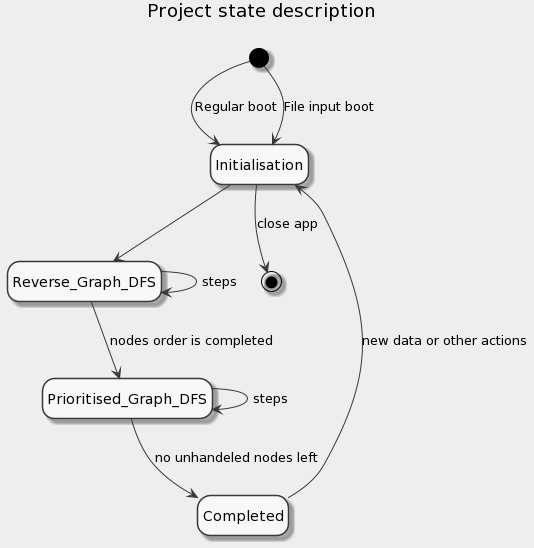 Project state description
Regular boot
File input boot
Initialisation
close app
Reverse_Graph_DFS
steps
nodes order is completed
new data or other actions
Prioritised_Graph_DFS
steps
no unhandeled nodes left
Completed